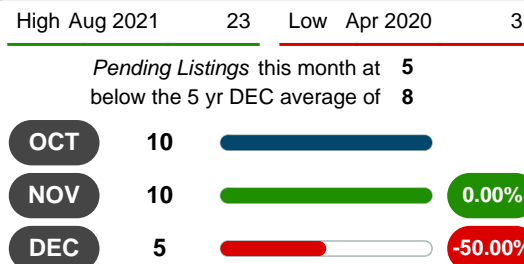 High Aug 2021 23 Low Apr 2020 3
Pending Listings this month at 5
below the 5 yr DEC average of 8
OCT 10
NOV 10 0.00%
DEC 5 -50.00%